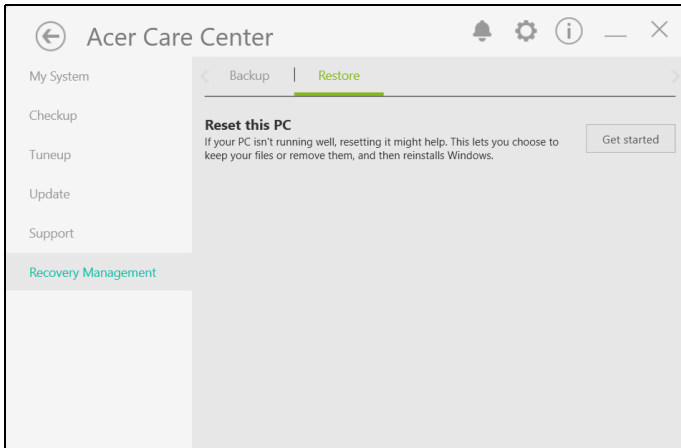 Acer Care Center
My System
Checkup
Tuneup
Update
Support
Recovery Management
Backup | Restore
Reset this PC
If your PC isn't running well, resetting it might help. This lets you choose to
keep your files or remove them, and then reinstalls Windows.
Get started